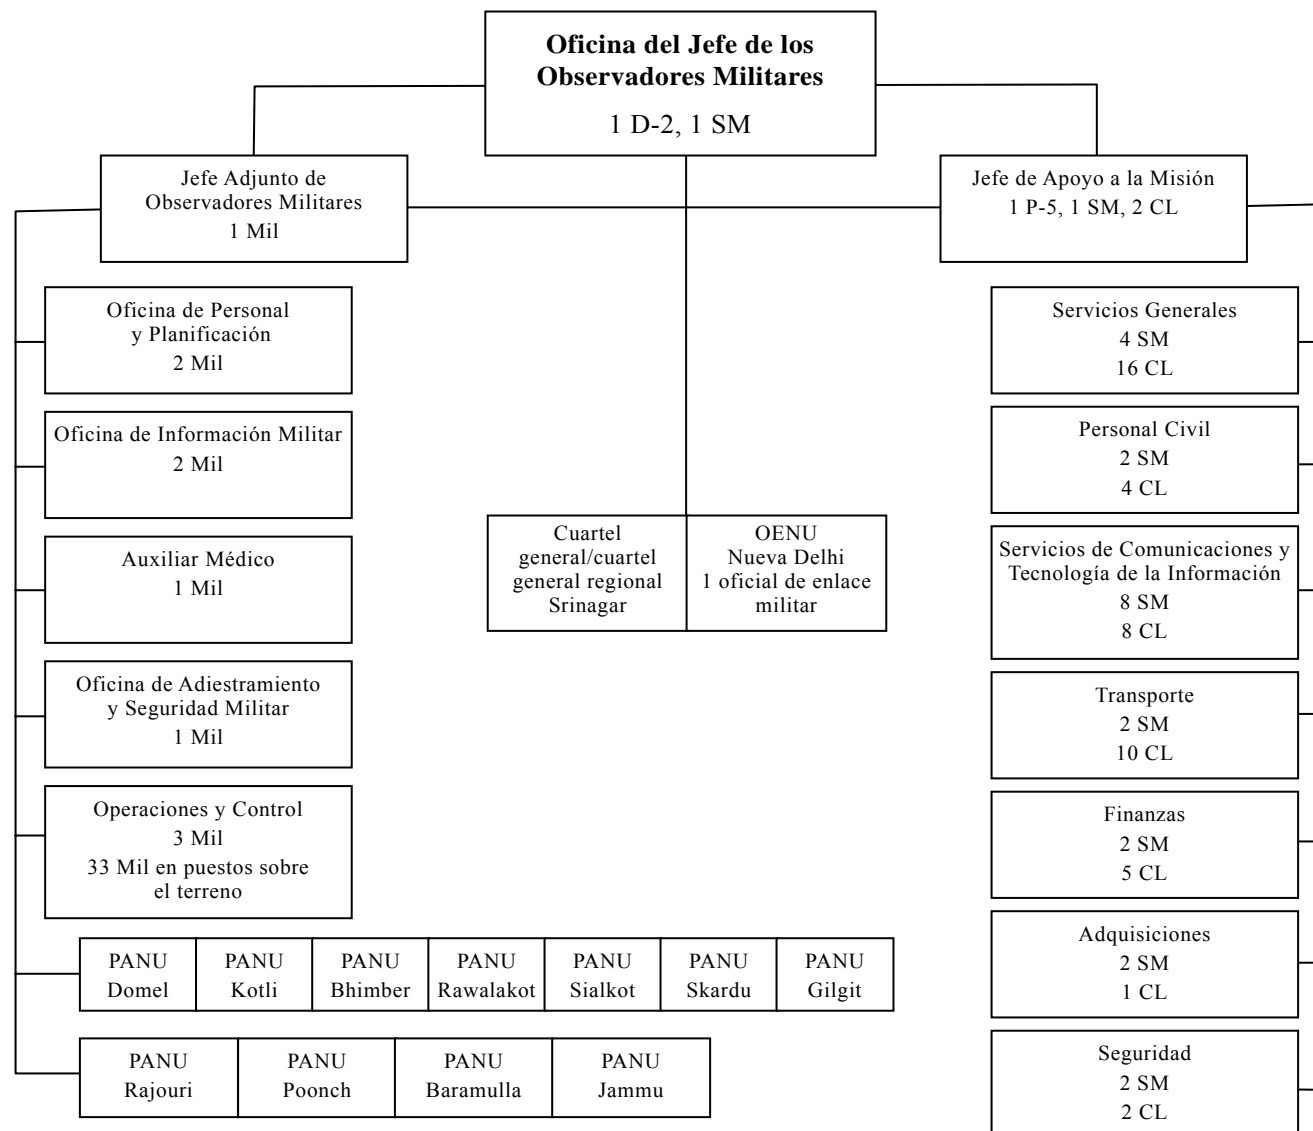 Oficina del Jefe de los
Observadores Militares
1 D-2, 1 SM
Jefe Adjunto de
Observadores Militares
1 Mil
Jefe de Apoyo a la Misión
1 P-5, 1 SM, 2 CL
Oficina de Personal
y Planificación
2 Mil
Oficina de Información Militar
2 Mil
Auxiliar Médico
1 Mil
Oficina de Adiestramiento
y Seguridad Militar
1 Mil
Operaciones y Control
3 Mil
33 Mil en puestos sobre
el terreno
Cuartel
general/cuartel
general regional
Srinagar
OENU
Nueva Delhi
1 oficial de enlace
militar
Servicios Generales
4 SM
16 CL
Personal Civil
2 SM
4 CL
Servicios de Comunicaciones y
Tecnología de la Información
8 SM
8 CL
Transporte
2 SM
10 CL
Finanzas
2 SM
5 CL
Adquisiciones
2 SM
1 CL
Seguridad
2 SM
2 CL
PANU
Domel
PANU
Kotli
PANU
Bhimber
PANU
Rawalakot
PANU
Sialkot
PANU
Skardu
PANU
Gilgit
PANU
Rajouri
PANU
Poonch
PANU
Baramulla
PANU
Jammu